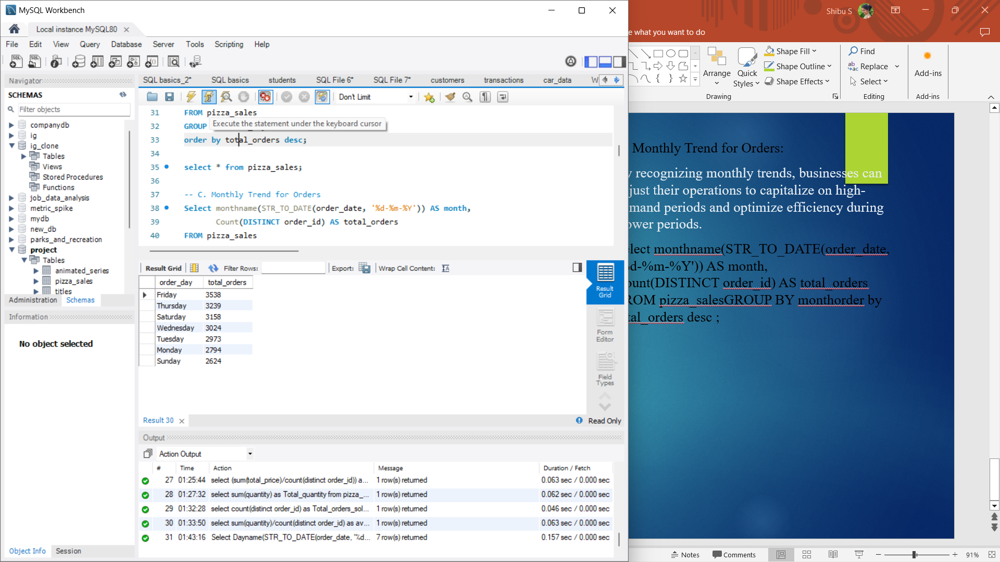 MySQL Workbench
Local instance MySQL80
File Edit View Query Database Server Tools Scripting Help
Navigator
SCHEMAS
Filter objects
companydb
ig
ig_clone
Tables
Views
Stored Procedures
Functions
job_data_analysis
metric_spike
mydb
new_db
parks_and_recreation
project
Tables
animated_series
pizza_sales
titles
Administration Schemas
Information
No object selected
Object Info Session
SQL basics_2* SQL basics students SQL File 6* SQL File 7* customers transactions car_data W
Don't Limit
31 FROM pizza_sales
32 GROUP
Execute the statement under the keyboard cursor
33 order by total_orders desc;
34
35 select * from pizza_sales;
36
37 -- C. Monthly Trend for Orders
38 Select monthname(STR_TO_DATE(order_date, '%d-%m-%Y')) AS month,
39 Count(DISTINCT order_id) AS total_orders
40 FROM pizza_sales
Result Grid Filter Rows: Export: Wrap Cell Content:
order_day total_orders
Friday 3538
Thursday 3239
Saturday 3158
Wednesday 3024
Tuesday 2973
Monday 2794
Sunday 2624
Result Grid
Form Editor
Field Types
Result 30
Read Only
Output
Action Output
# Time Action Message Duration / Fetch
27 01:25:44 select (sum(total_price)/count(distinct order_id)) a... 1 row(s) returned 0.063 sec / 0.000 sec
28 01:27:32 select sum(quantity) as Total_quantity from pizza_... 1 row(s) returned 0.062 sec / 0.000 sec
29 01:32:28 select count(distinct order_id) as Total_orders_sol... 1 row(s) returned 0.046 sec / 0.000 sec
30 01:33:50 select sum(quantity)/count(distinct order_id) as av... 1 row(s) returned 0.063 sec / 0.000 sec
31 01:43:16 Select Dayname(STR_TO_DATE(order_date, "%d... 7 row(s) returned 0.157 sec / 0.000 sec
Shibu S
e what you want to do
Arrange
Quick Styles
Shape Fill
Shape Outline
Shape Effects
Drawing
Find
Replace
Select
Editing
Add-ins
Add-ins
Monthly Trend for Orders:
y recognizing monthly trends, businesses can
just their operations to capitalize on high-
mand periods and optimize efficiency during
ower periods.
elect monthname(STR_TO_DATE(order_date,
d-%m-%Y')) AS month,
ount(DISTINCT order_id) AS total_orders
ROM pizza_salesGROUP BY monthorder by
tal_orders desc ;
Notes Comments 91%